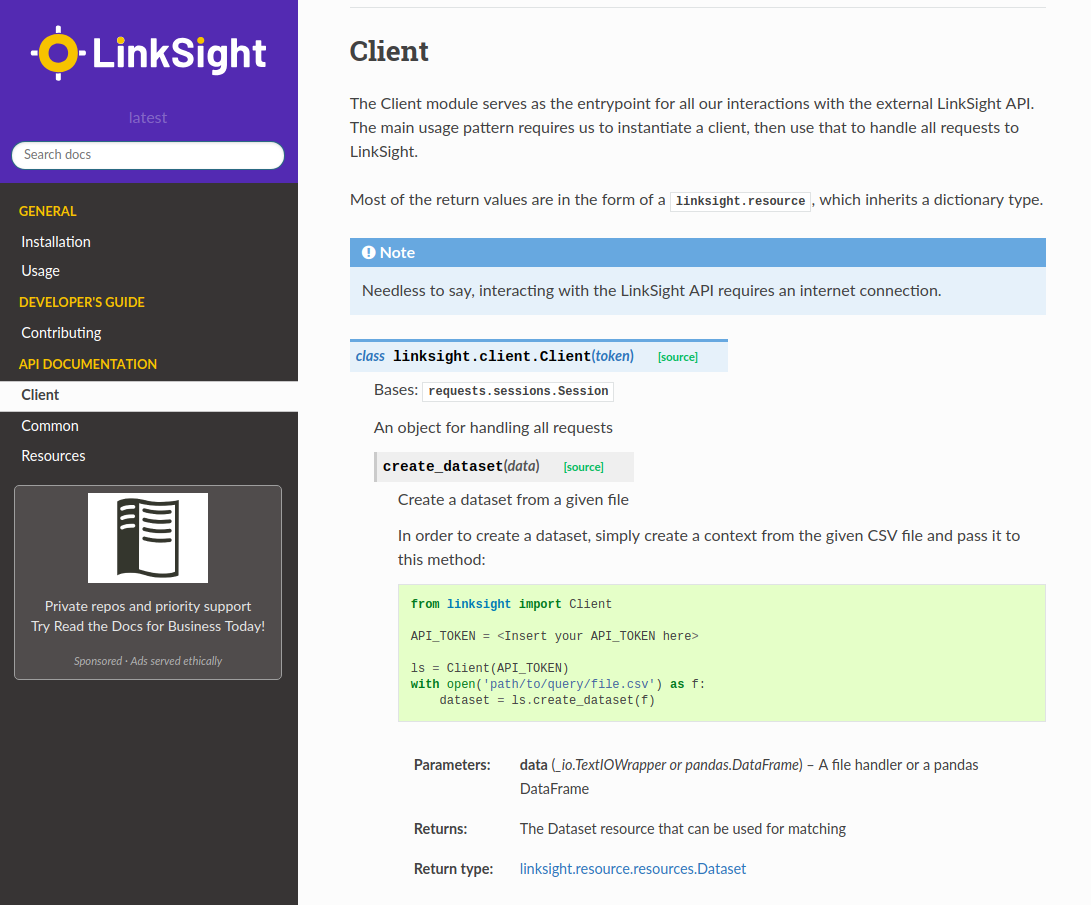 LinkSight
latest
Search docs
GENERAL
Installation
Usage
DEVELOPER'S GUIDE
Contributing
API DOCUMENTATION
Client
Common
Resources
Private repos and priority support
Try Read the Docs for Business Today!
Sponsored · Ads served ethically
Client
The Client module serves as the entrypoint for all our interactions with the external LinkSight API.
The main usage pattern requires us to instantiate a client, then use that to handle all requests to
LinkSight.
Most of the return values are in the form of a linksight.resource, which inherits a dictionary type.
Note
Needless to say, interacting with the LinkSight API requires an internet connection.
class linksight.client.Client(token) [source]
Bases: requests.sessions.Session
An object for handling all requests
create_dataset(data) [source]
Create a dataset from a given file
In order to create a dataset, simply create a context from the given CSV file and pass it to
this method:
from linksight import Client
API_TOKEN = <Insert your API_TOKEN here>
ls = Client(API_TOKEN)
with open('path/to/query/file.csv') as f:
    dataset = ls.create_dataset(f)
Parameters: data (_io.TextIOWrapper or pandas.DataFrame) – A file handler or a pandas
DataFrame
Returns: The Dataset resource that can be used for matching
Return type: linksight.resource.resources.Dataset